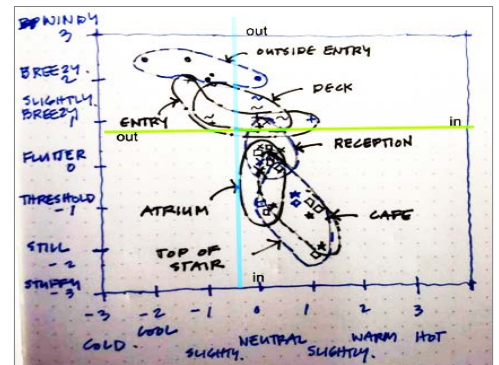 WINDY
out
3
OUTSIDE ENTRY
BREEZY
2
DECK
SLIGHTLY
BREEZY
1
ENTRY
in
out
RECEPTION
FLUTTER
0
THRESHOLD
-1
ATRIUM
CAFE
STILL
TOP OF
STAIR
-2
in
STUFFY
-3
-3 -2 -1 0 1 2 3
COLD. COOL SLIGHTLY. NEUTRAL SLIGHTLY. WARM HOT